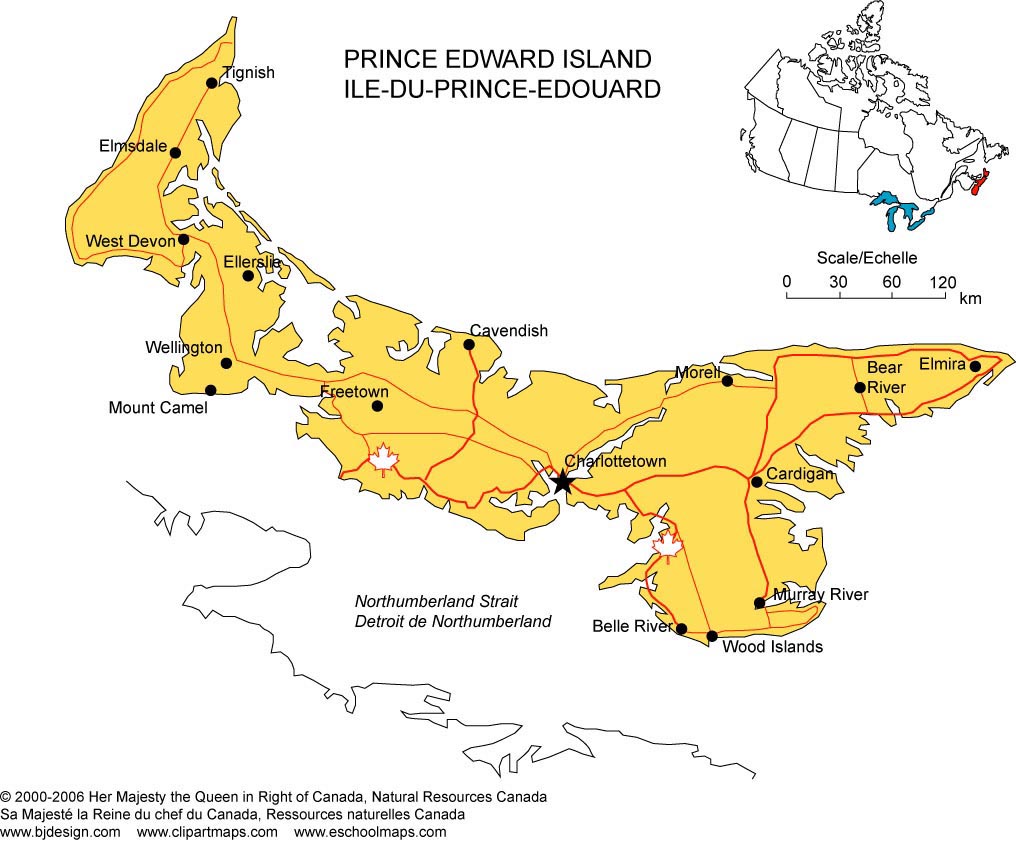 PRINCE EDWARD ISLAND
ILE-DU-PRINCE-EDOUARD
Tignish
Elmsdale
West Devon
Ellerslie
Scale/Echelle
0 30 60 120
km
Cavendish
Wellington
Mount Camel
Freetown
Morell
Bear
River
Elmira
Charlottetown
Cardigan
Northumberland Strait
Detroit de Northumberland
Murray River
Belle River
Wood Islands
© 2000-2006 Her Majesty the Queen in Right of Canada, Natural Resources Canada
Sa Majesté la Reine du chef du Canada, Ressources naturelles Canada
www.bjdesign.com www.clipartmaps.com www.eschoolmaps.com